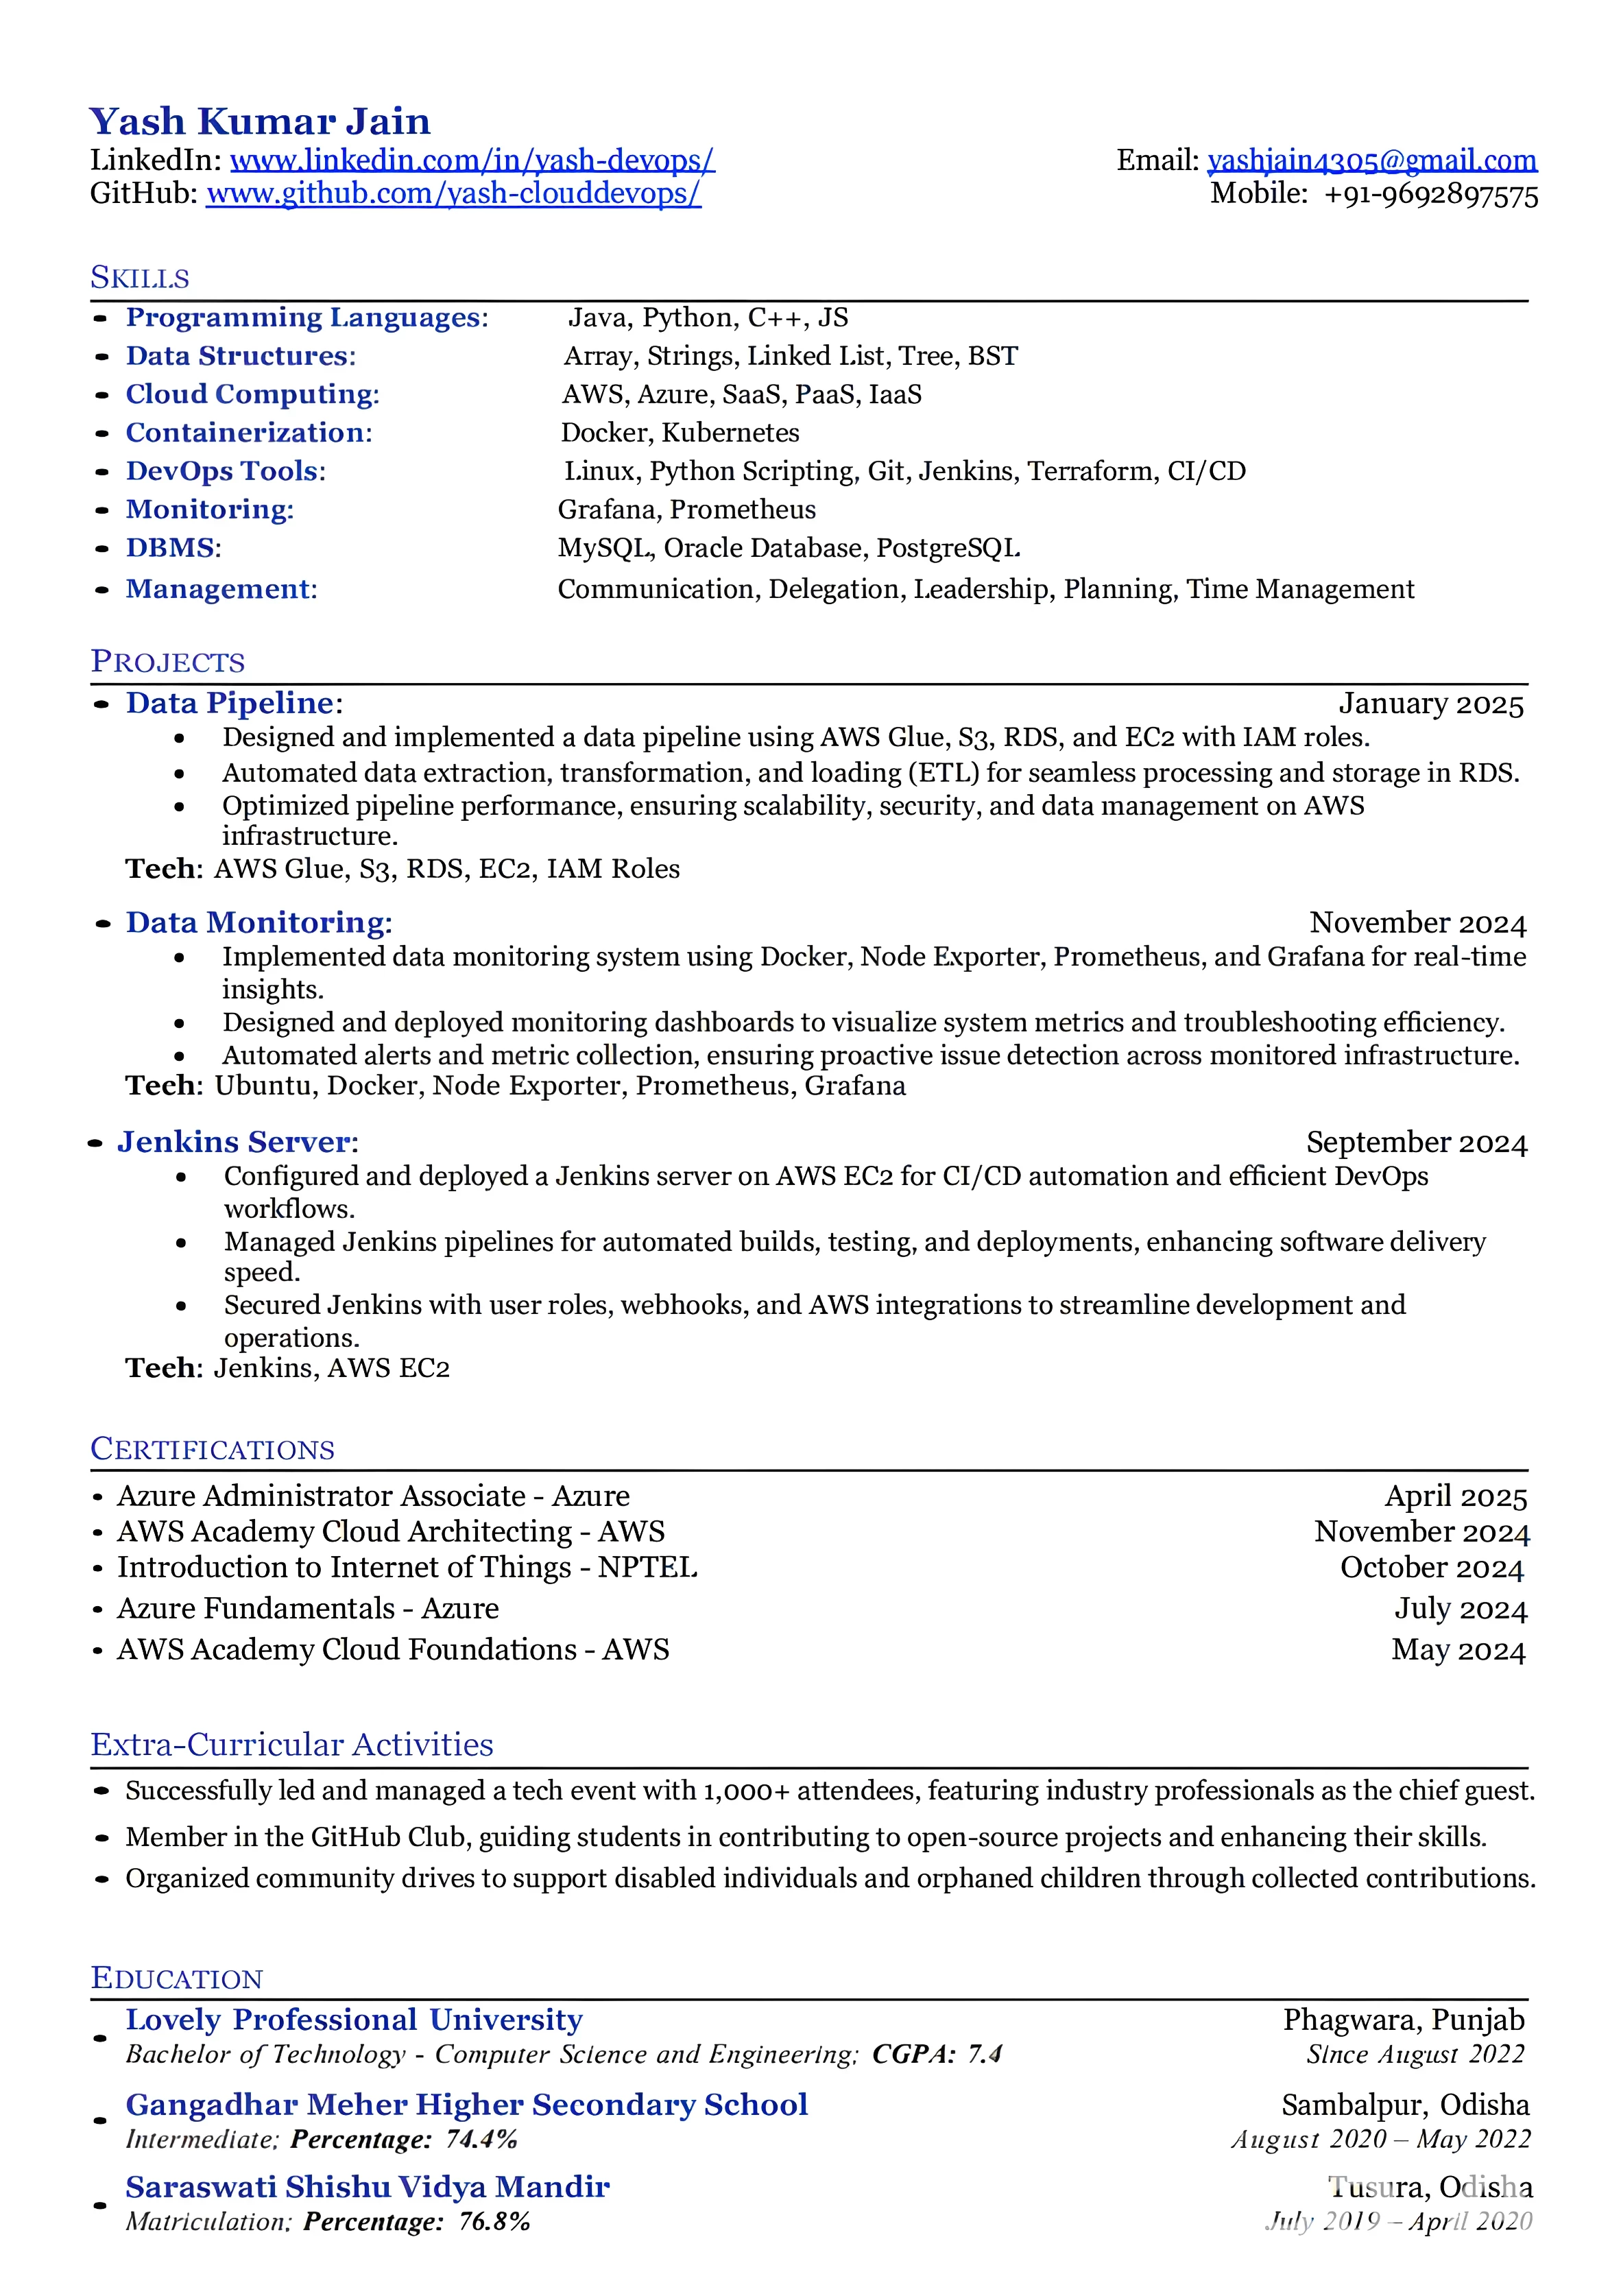 Yash Kumar Jain
LinkedIn: www.linkedin.com/in/yash-devops/ Email: yashjain4305@gmail.com
GitHub: www.github.com/yash-clouddevops/ Mobile: +91-9692897575
SKILLS
- Programming Languages: Java, Python, C++, JS
- Data Structures: Array, Strings, Linked List, Tree, BST
- Cloud Computing: AWS, Azure, SaaS, PaaS, IaaS
- Containerization: Docker, Kubernetes
- DevOps Tools: Linux, Python Scripting, Git, Jenkins, Terraform, CI/CD
- Monitoring: Grafana, Prometheus
- DBMS: MySQL, Oracle Database, PostgreSQL
- Management: Communication, Delegation, Leadership, Planning, Time Management
PROJECTS
- Data Pipeline: January 2025
• Designed and implemented a data pipeline using AWS Glue, S3, RDS, and EC2 with IAM roles.
• Automated data extraction, transformation, and loading (ETL) for seamless processing and storage in RDS.
• Optimized pipeline performance, ensuring scalability, security, and data management on AWS
infrastructure.
Tech: AWS Glue, S3, RDS, EC2, IAM Roles
- Data Monitoring: November 2024
• Implemented data monitoring system using Docker, Node Exporter, Prometheus, and Grafana for real-time
insights.
• Designed and deployed monitoring dashboards to visualize system metrics and troubleshooting efficiency.
• Automated alerts and metric collection, ensuring proactive issue detection across monitored infrastructure.
Tech: Ubuntu, Docker, Node Exporter, Prometheus, Grafana
- Jenkins Server: September 2024
• Configured and deployed a Jenkins server on AWS EC2 for CI/CD automation and efficient DevOps
workflows.
• Managed Jenkins pipelines for automated builds, testing, and deployments, enhancing software delivery
speed.
• Secured Jenkins with user roles, webhooks, and AWS integrations to streamline development and
operations.
Tech: Jenkins, AWS EC2
CERTIFICATIONS
• Azure Administrator Associate - Azure April 2025
• AWS Academy Cloud Architecting - AWS November 2024
• Introduction to Internet of Things - NPTEL October 2024
• Azure Fundamentals - Azure July 2024
• AWS Academy Cloud Foundations - AWS May 2024
Extra-Curricular Activities
- Successfully led and managed a tech event with 1,000+ attendees, featuring industry professionals as the chief guest.
- Member in the GitHub Club, guiding students in contributing to open-source projects and enhancing their skills.
- Organized community drives to support disabled individuals and orphaned children through collected contributions.
EDUCATION
- Lovely Professional University Phagwara, Punjab
Bachelor of Technology - Computer Science and Engineering; CGPA: 7.4 Since August 2022
- Gangadhar Meher Higher Secondary School Sambalpur, Odisha
Intermediate; Percentage: 74.4% August 2020 – May 2022
- Saraswati Shishu Vidya Mandir Tusura, Odisha
Matriculation; Percentage: 76.8% July 2019 – April 2020